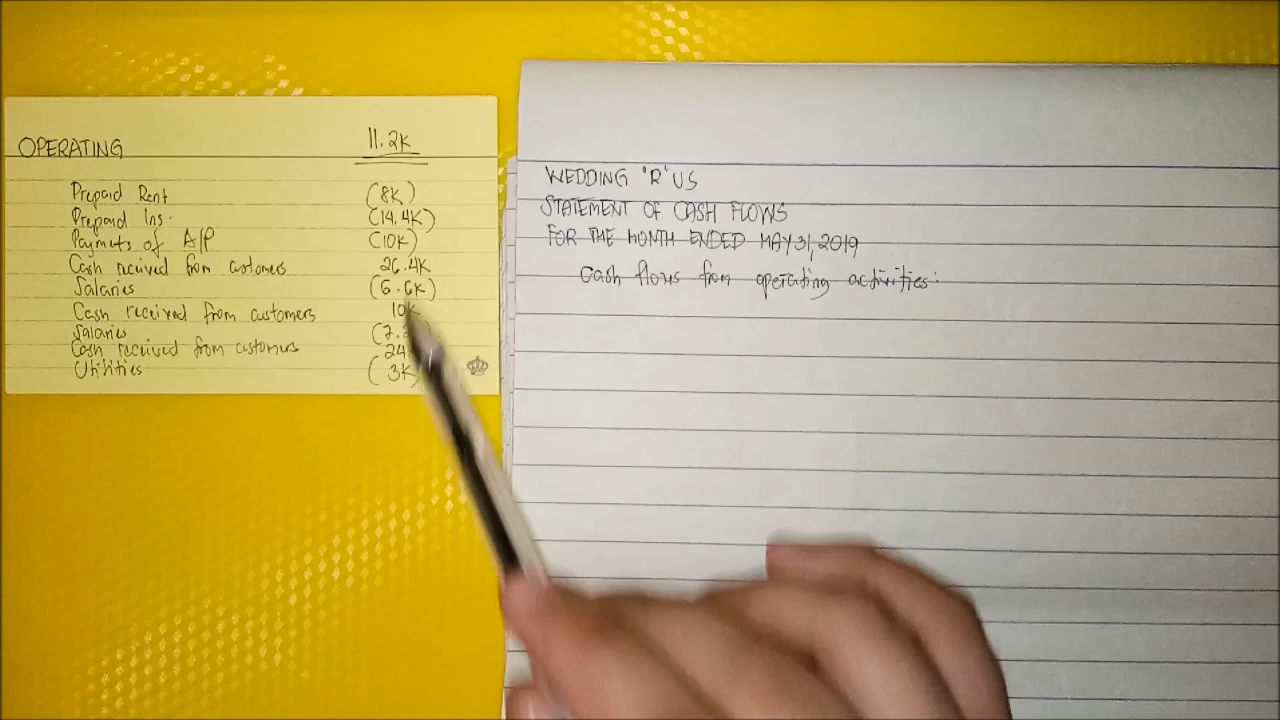 OPERATING 11.2K
Prepaid Rent (8K)
Prepaid Ins. (14.4K)
Paymets of A/P (10K)
Cash received from customers 26.4K
Salaries (6.6K)
Cash received from customers 10K
Salaries
Cash received from customers 24
Utilities (3K
WEDDING 'R' US
STATEMENT OF CASH FLOWS
FOR THE MONTH ENDED MAY 31, 2019
Cash flows from operating activities: